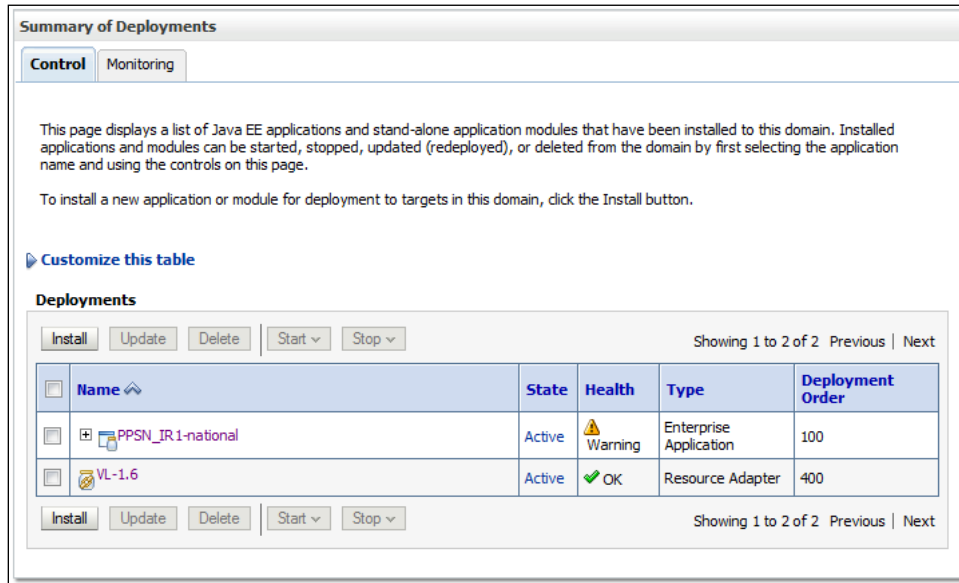 Summary of Deployments
Control Monitoring
This page displays a list of Java EE applications and stand-alone application modules that have been installed to this domain. Installed
applications and modules can be started, stopped, updated (redeployed), or deleted from the domain by first selecting the application
name and using the controls on this page.
To install a new application or module for deployment to targets in this domain, click the Install button.
Customize this table
Deployments
Install Update Delete Start Stop Showing 1 to 2 of 2 Previous | Next
Name State Health Type Deployment Order
PPSN_IR1-national Active Warning Enterprise Application 100
VL-1.6 Active OK Resource Adapter 400
Install Update Delete Start Stop Showing 1 to 2 of 2 Previous | Next